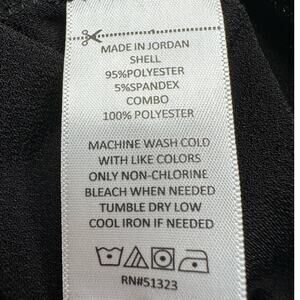 MADE IN JORDAN
SHELL
95%POLYESTER
5%SPANDEX
COMBO
100% POLYESTER
MACHINE WASH COLD
WITH LIKE COLORS
ONLY NON-CHLORINE
BLEACH WHEN NEEDED
TUMBLE DRY LOW
COOL IRON IF NEEDED
RN#51323